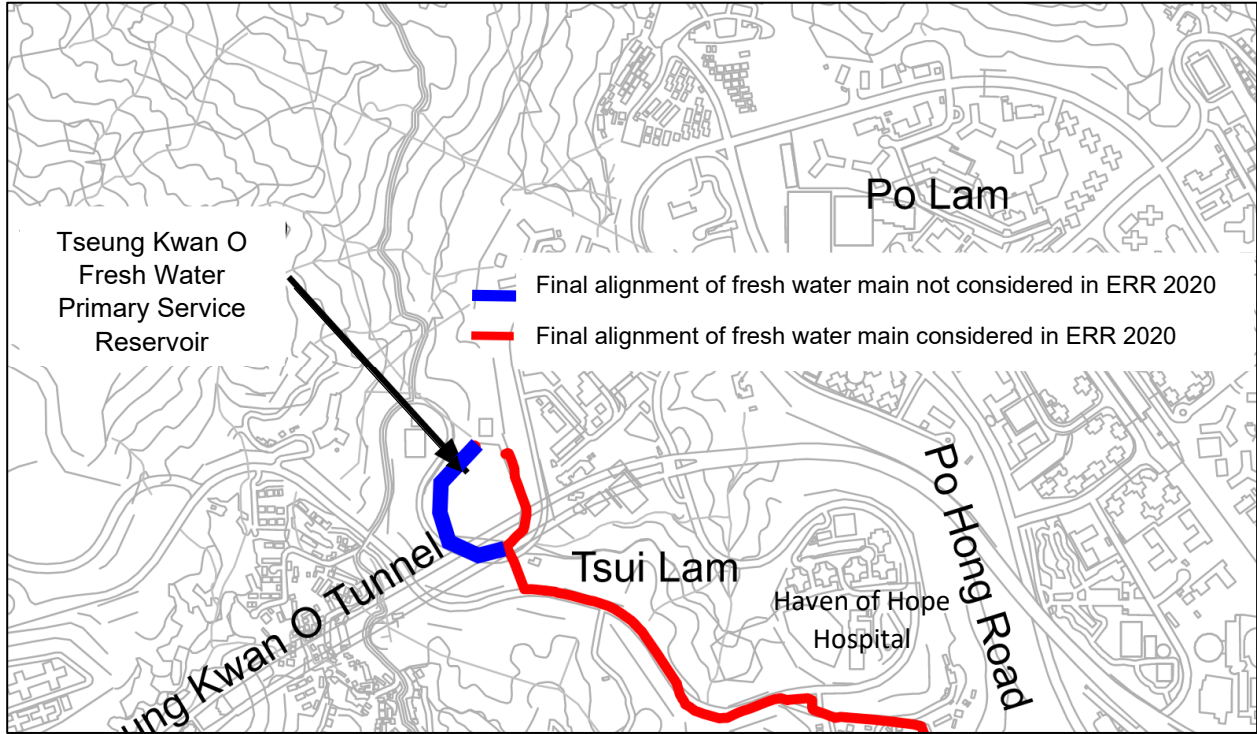 Po Lam
Tseung Kwan O
Fresh Water
Primary Service
Reservoir
Final alignment of fresh water main not considered in ERR 2020
Final alignment of fresh water main considered in ERR 2020
Po Hong Road
Tsui Lam
Haven of Hope
Hospital
ung Kwan O Tunnel